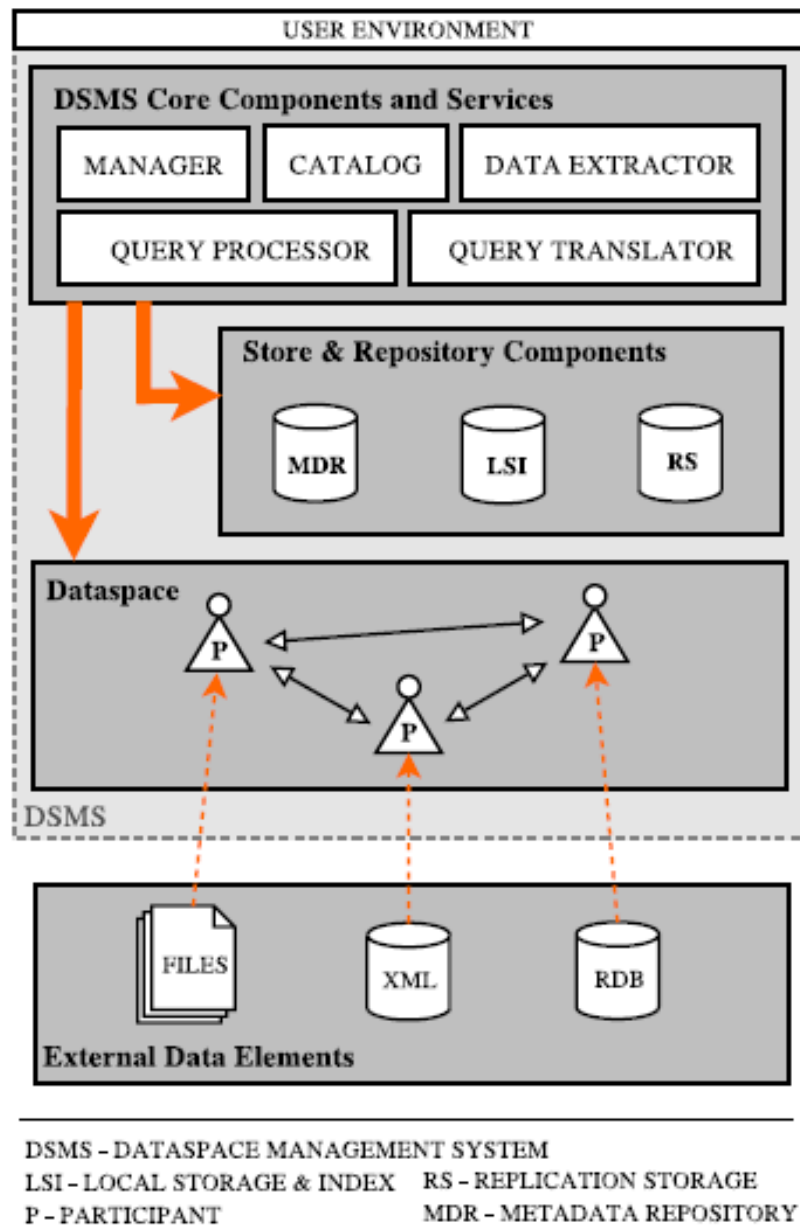 USER ENVIRONMENT
DSMS Core Components and Services
MANAGER CATALOG DATA EXTRACTOR
QUERY PROCESSOR QUERY TRANSLATOR
Store & Repository Components
MDR LSI RS
Dataspace
P P
P
DSMS
FILES XML RDB
External Data Elements
DSMS – DATASPACE MANAGEMENT SYSTEM
LSI – LOCAL STORAGE & INDEX RS – REPLICATION STORAGE
P – PARTICIPANT MDR – METADATA REPOSITORY